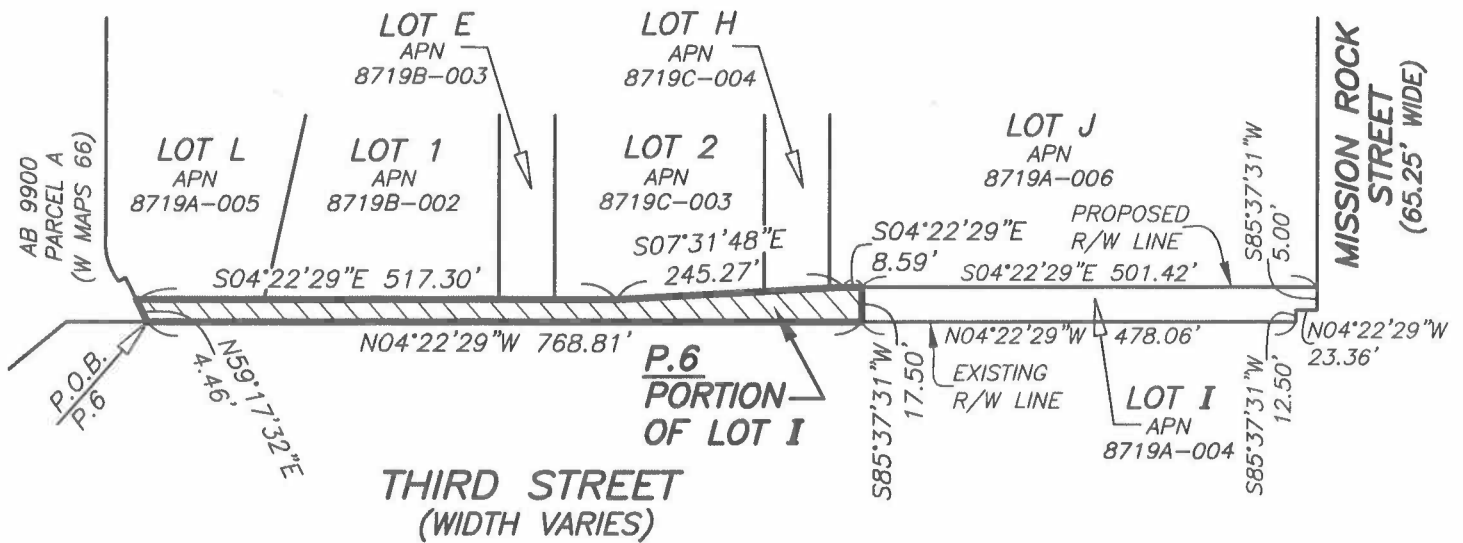 LOT E
APN
8719B-003
LOT H
APN
8719C-004
AB 9900
PARCEL A
(W MAPS 66)
LOT L
APN
8719A-005
LOT 1
APN
8719B-002
LOT 2
APN
8719C-003
LOT J
APN
8719A-006
MISSION ROCK
STREET
(65.25' WIDE)
S85°37'31"W
5.00'
PROPOSED
R/W LINE
S04°22'29"E 517.30'
S07°31'48"E
245.27'
S04°22'29"E
8.59'
S04°22'29"E 501.42'
P.O.B.
P.6
N59°17'32"E
4.46'
N04°22'29"W 768.81'
P.6
PORTION
OF LOT I
S85°37'31"W
17.50'
N04°22'29"W 478.06'
EXISTING
R/W LINE
LOT I
APN
8719A-004
S85°37'31"W
12.50'
N04°22'29"W
23.36'
THIRD STREET
(WIDTH VARIES)